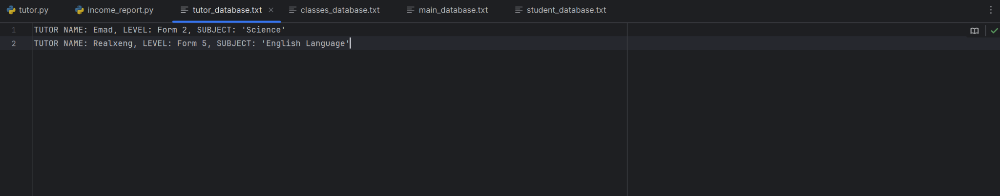 tutor.py income_report.py tutor_database.txt classes_database.txt main_database.txt student_database.txt
1 TUTOR NAME: Emad, LEVEL: Form 2, SUBJECT: 'Science'
2 TUTOR NAME: Realxeng, LEVEL: Form 5, SUBJECT: 'English Language'